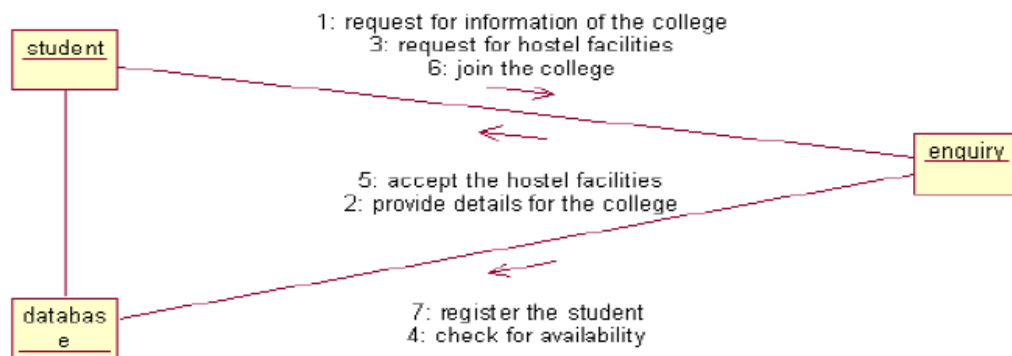 1: request for information of the college
3: request for hostel facilities
6: join the college
student
enquiry
5: accept the hostel facilities
2: provide details for the college
databas
e
7: register the student
4: check for availability